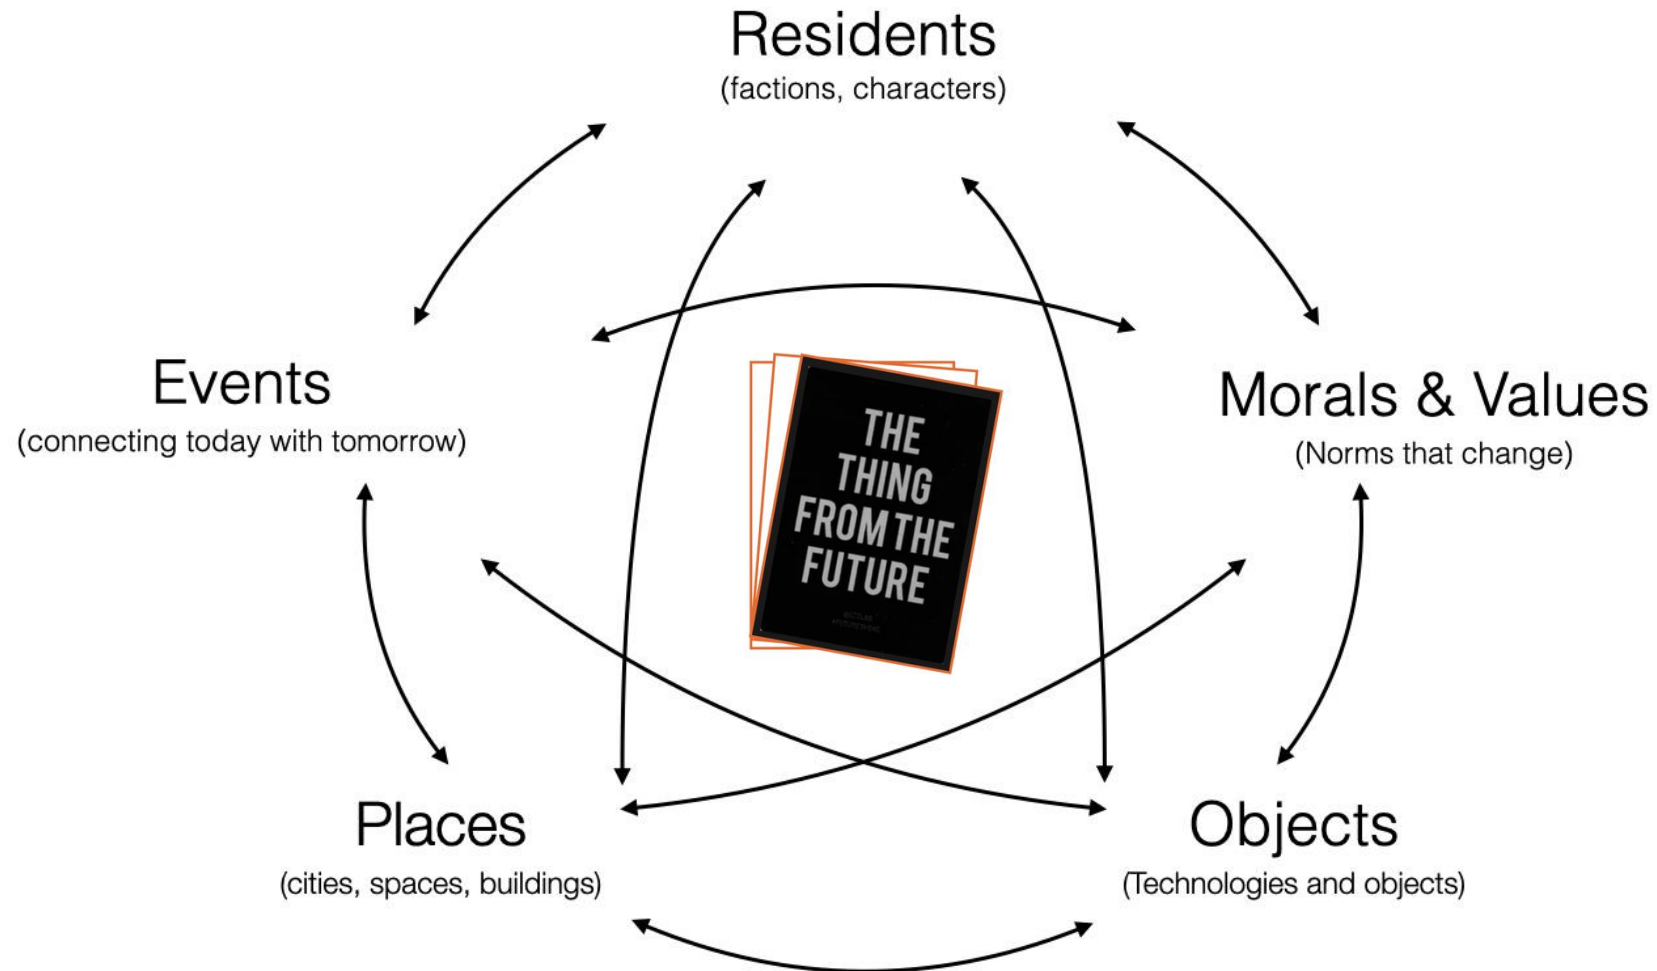 Residents
(factions, characters)
Events
(connecting today with tomorrow)
Morals & Values
(Norms that change)
THE
THING
FROM THE
FUTURE
Places
(cities, spaces, buildings)
Objects
(Technologies and objects)